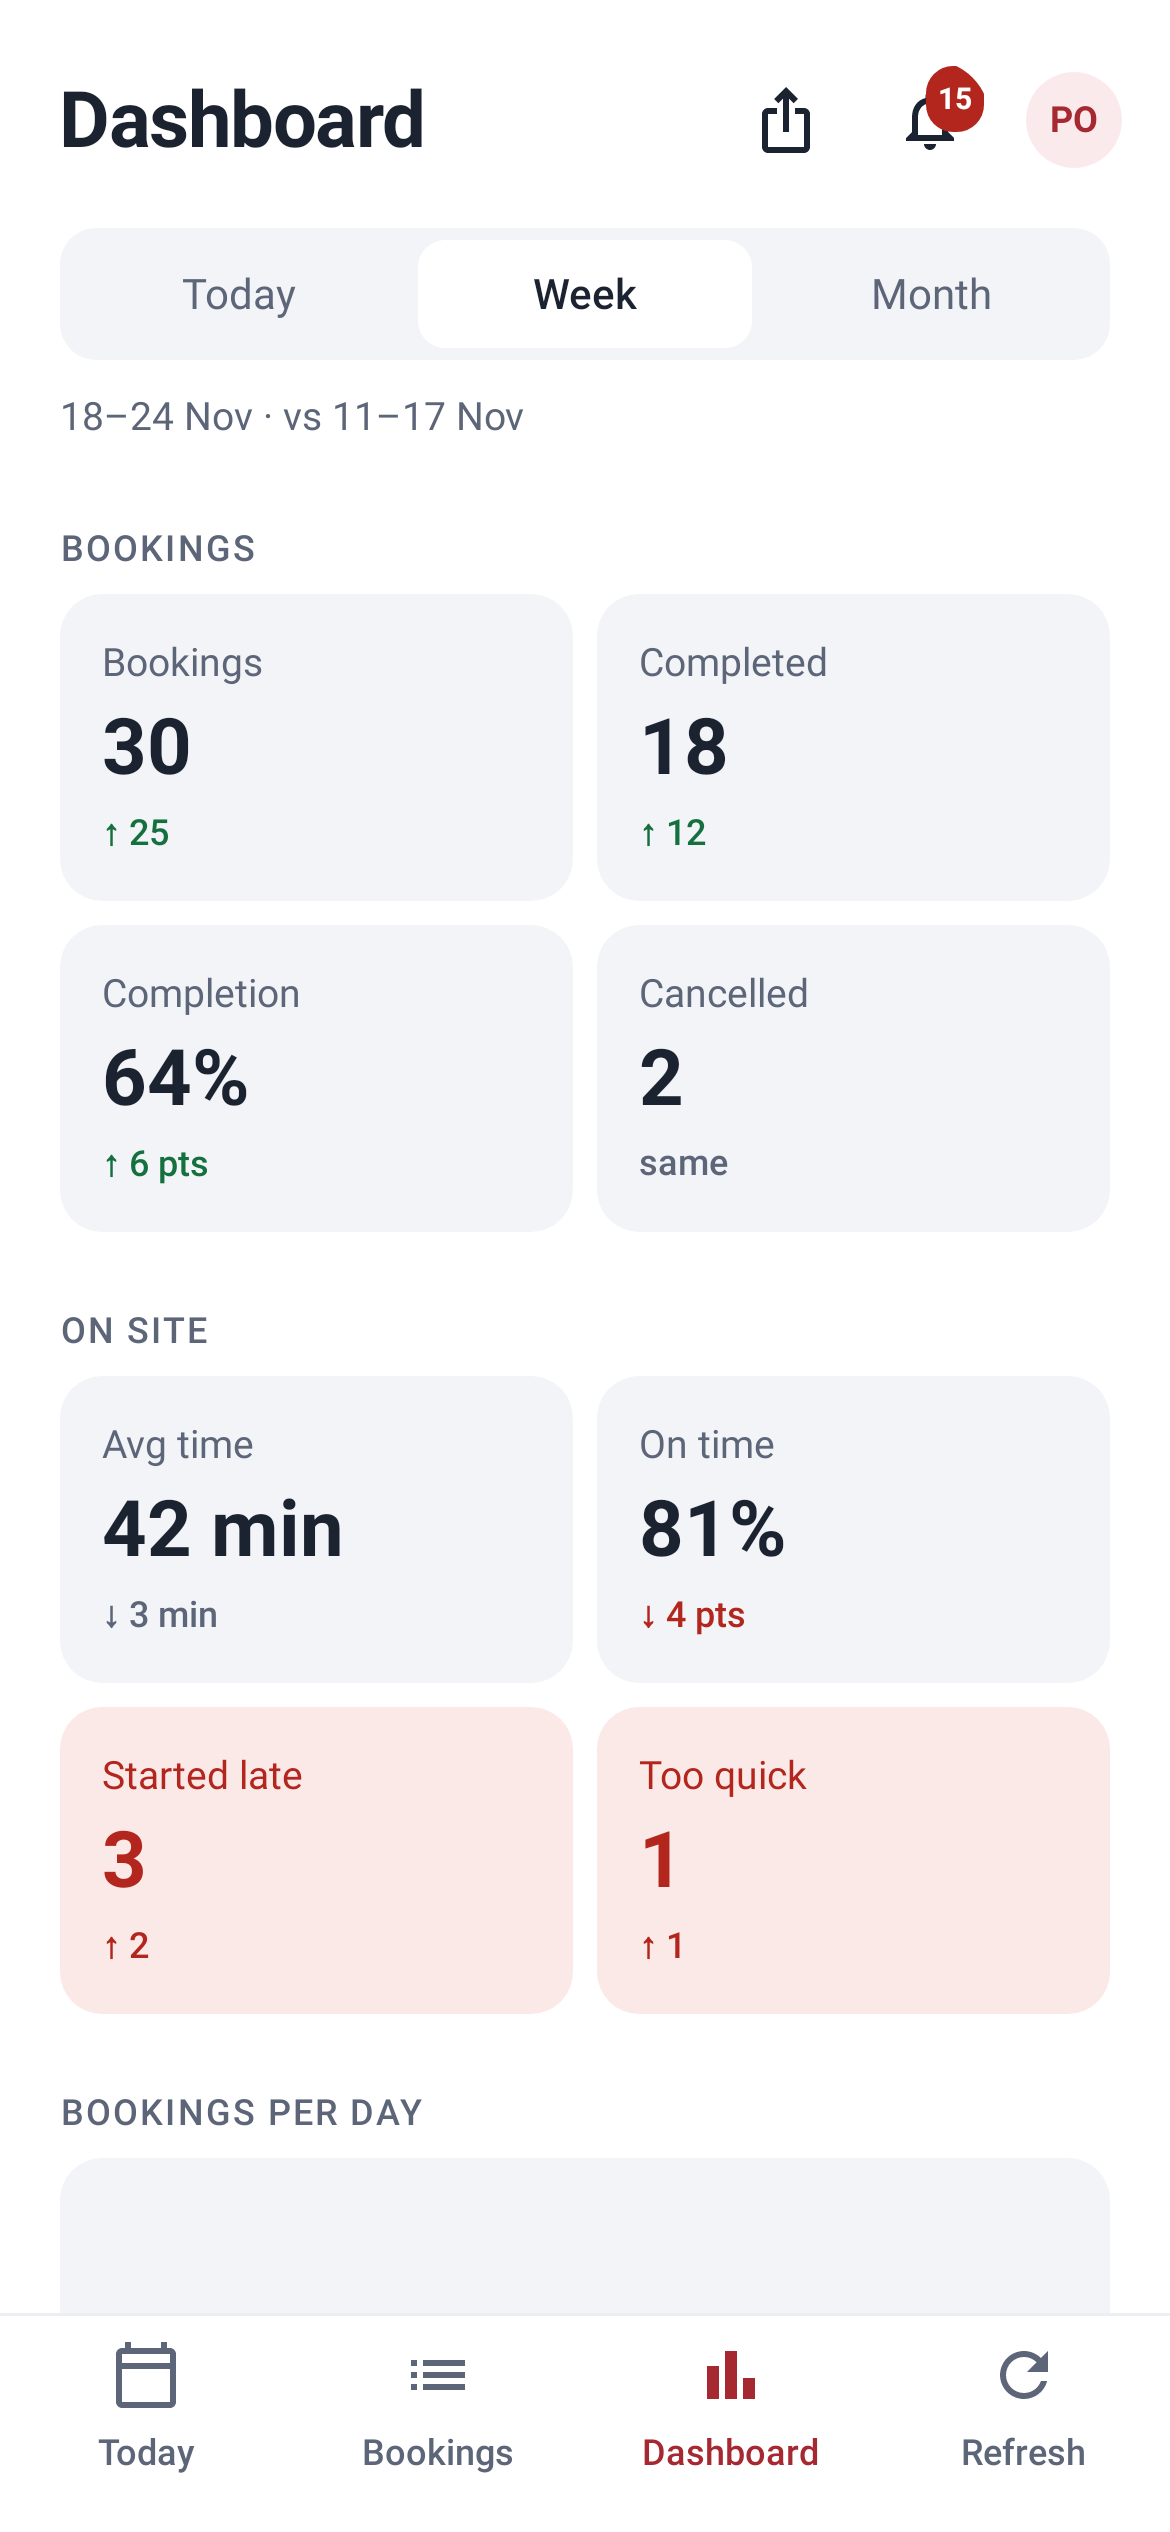 Dashboard
15
PO
Today
Week
Month
18–24 Nov · vs 11–17 Nov
BOOKINGS
Bookings
30
↑ 25
Completed
18
↑ 12
Completion
64%
↑ 6 pts
Cancelled
2
same
ON SITE
Avg time
42 min
↓ 3 min
On time
81%
↓ 4 pts
Started late
3
↑ 2
Too quick
1
↑ 1
BOOKINGS PER DAY
Today
Bookings
Dashboard
Refresh